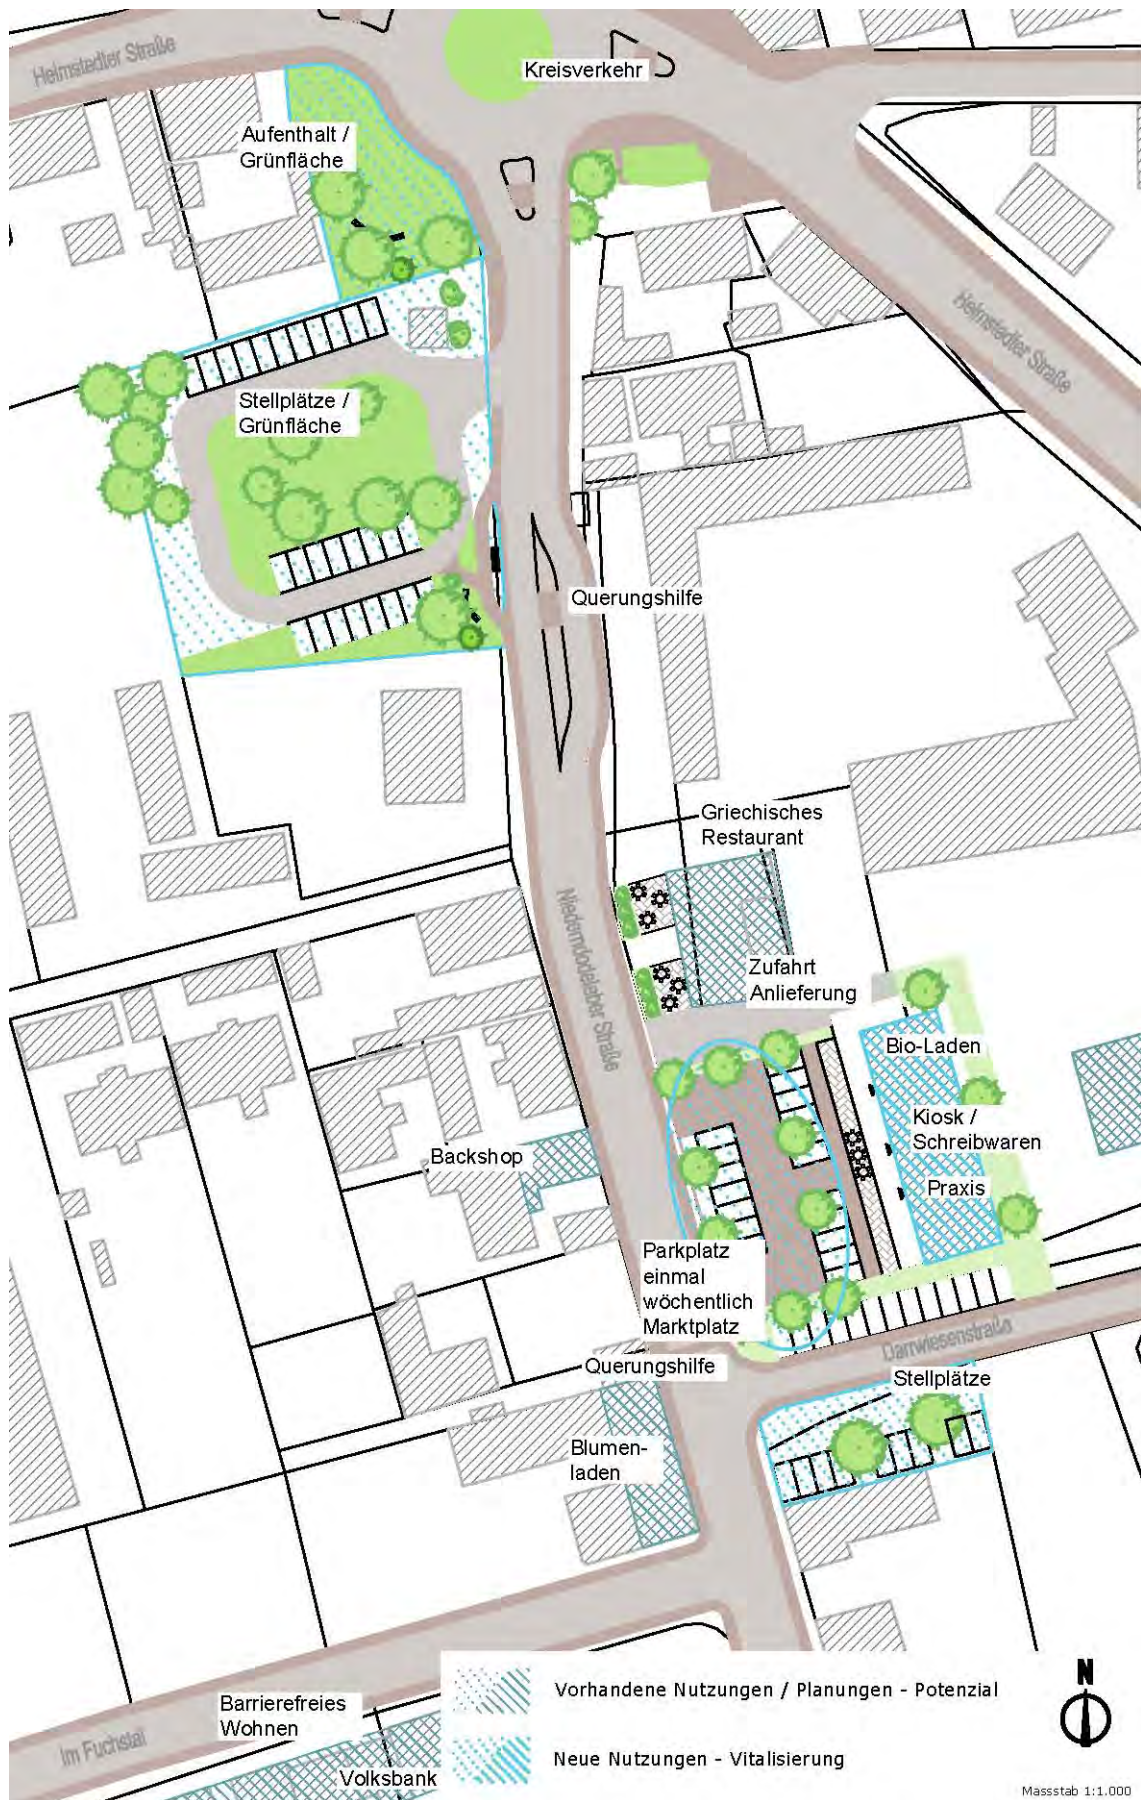 Helmstedter Straße
Kreisverkehr
Aufenthalt /
Grünfläche
Helmstedter Straße
Stellplätze /
Grünfläche
Querungshilfe
Griechisches
Restaurant
Niederndodeleber Straße
Zufahrt
Anlieferung
Bio-Laden
Kiosk /
Schreibwaren
Backshop
Praxis
Parkplatz
einmal
wöchentlich
Marktplatz
Querungshilfe
Stellplätze
Blumen-
laden
Vorhandene Nutzungen / Planungen - Potenzial
Neue Nutzungen - Vitalisierung
N
Barrierefreies
Wohnen
Im Fuchstal
Volksbank
Massstab 1:1.000